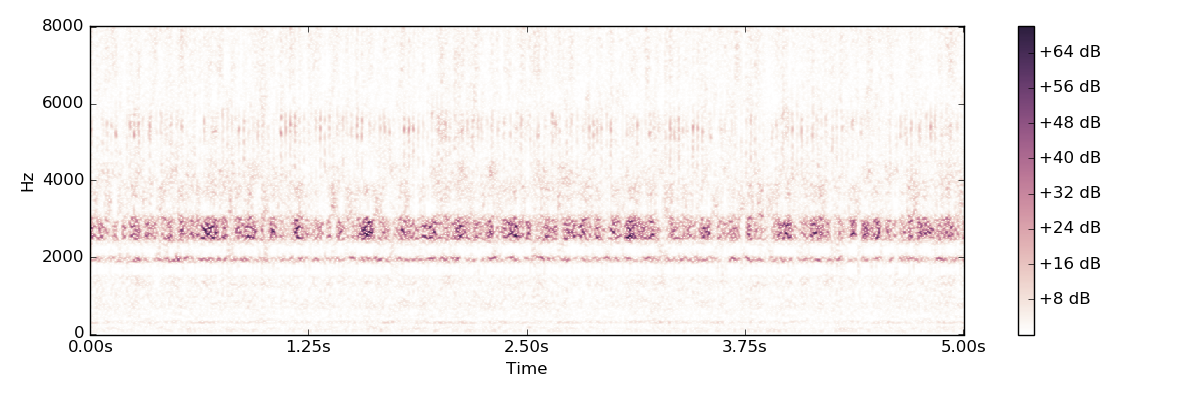 8000
6000
4000
2000
0
Hz
0.00s 1.25s 2.50s 3.75s 5.00s
Time
+64 dB
+56 dB
+48 dB
+40 dB
+32 dB
+24 dB
+16 dB
+8 dB